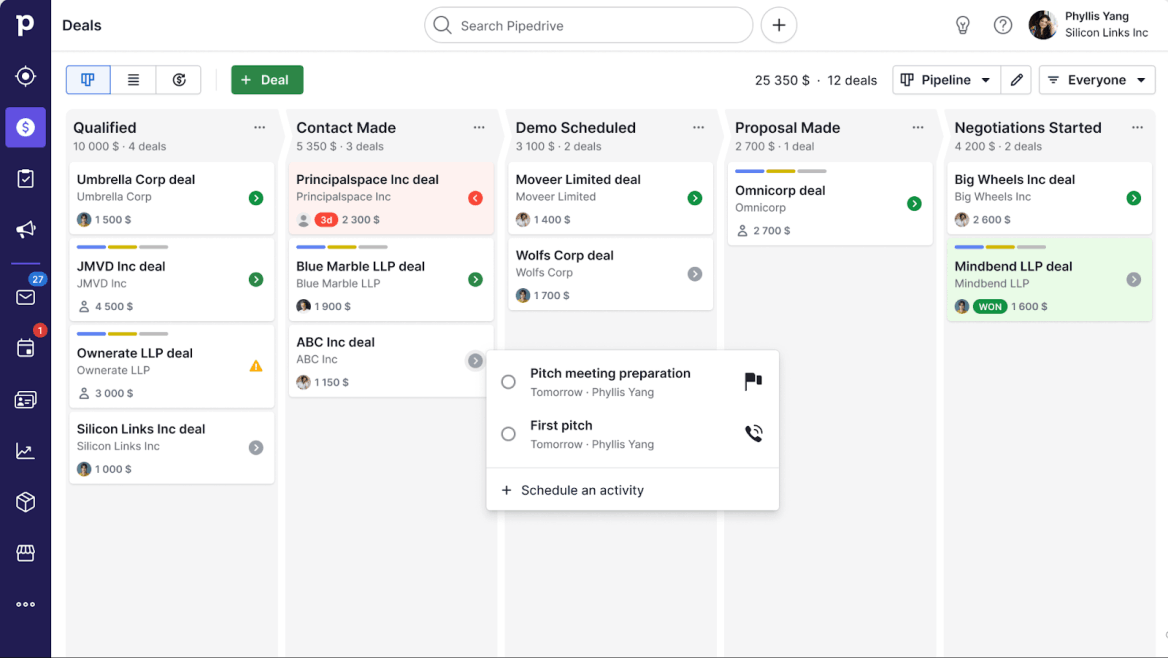 p
Deals
Search Pipedrive
Phyllis Yang
Silicon Links Inc
Deal
25 350 $ · 12 deals
Pipeline
Everyone
27
1
Qualified
10 000 $ · 4 deals
Umbrella Corp deal
Umbrella Corp
1 500 $
JMVD Inc deal
JMVD Inc
4 500 $
Ownerate LLP deal
Ownerate LLP
3 000 $
Silicon Links Inc deal
Silicon Links Inc
1 000 $
Contact Made
5 350 $ · 3 deals
Principalspace Inc deal
Principalspace Inc
3d 2 300 $
Blue Marble LLP deal
Blue Marble LLP
1 900 $
ABC Inc deal
ABC Inc
1 150 $
Demo Scheduled
3 100 $ · 2 deals
Moveer Limited deal
Moveer Limited
1 400 $
Wolfs Corp deal
Wolfs Corp
1 700 $
Pitch meeting preparation
Tomorrow · Phyllis Yang
First pitch
Tomorrow · Phyllis Yang
+ Schedule an activity
Proposal Made
2 700 $ · 1 deal
Omnicorp deal
Omnicorp
2 700 $
Negotiations Started
4 200 $ · 2 deals
Big Wheels Inc deal
Big Wheels Inc
2 600 $
Mindbend LLP deal
Mindbend LLP
WON 1 600 $